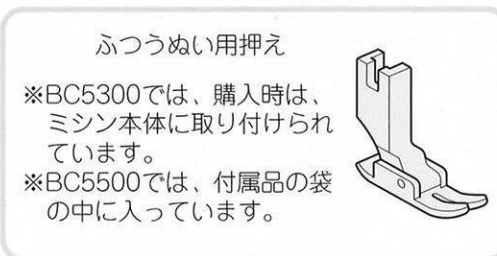 ふつうぬい用押え
※BC5300では、購入時は、
ミシン本体に取り付けられ
ています。
※BC5500では、付属品の袋
の中に入っています。